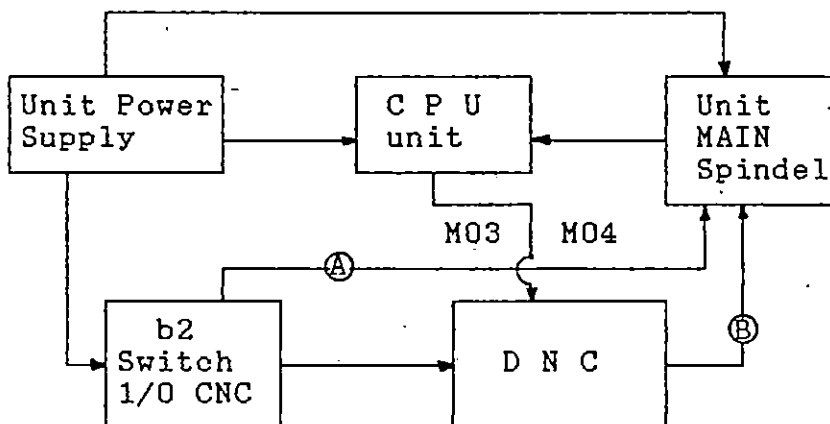 Unit Power
Supply
C P U
unit
Unit
MAIN
Spindel
M03 M04
A
b2
Switch
1/0 CNC
D N C
B